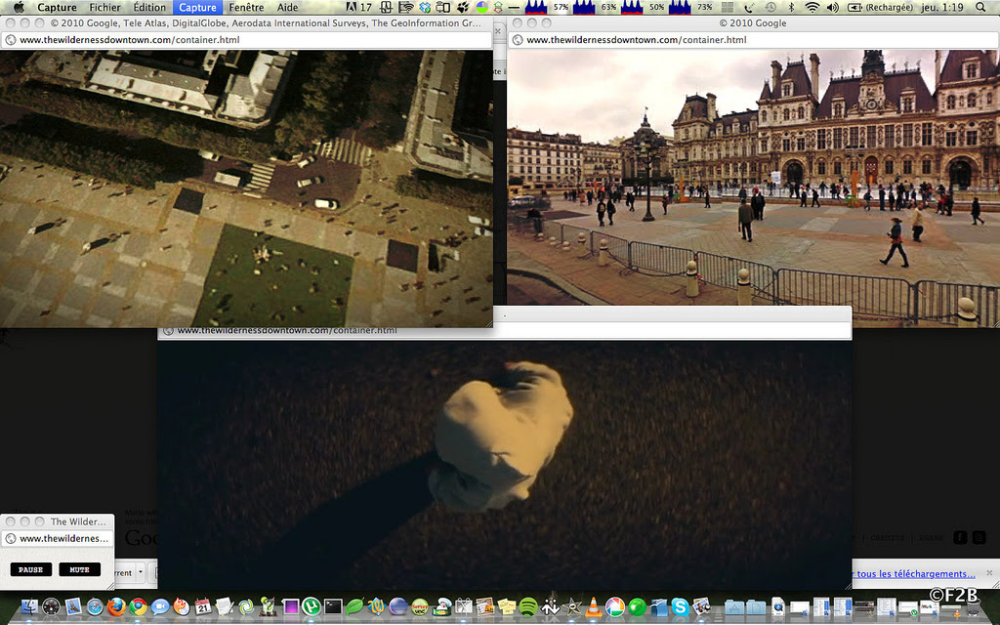 Capture Fichier Édition Capture Fenêtre Aide 17 57% 63% 50% 73% (Rechargée) jeu. 1:19
© 2010 Google, Tele Atlas, DigitalGlobe, Aerodata International Surveys, The GeoInformation Gr...
© 2010 Google
www.thewildernessdowntown.com/container.html
www.thewildernessdowntown.com/container.html
www.thewildernessdowntown.com/container.html
The Wilder...
www.thewildernes...
PAUSE MUTE
Made with
Goo
CREDITS SHARE
rrent
tous les téléchargements...
©F2B